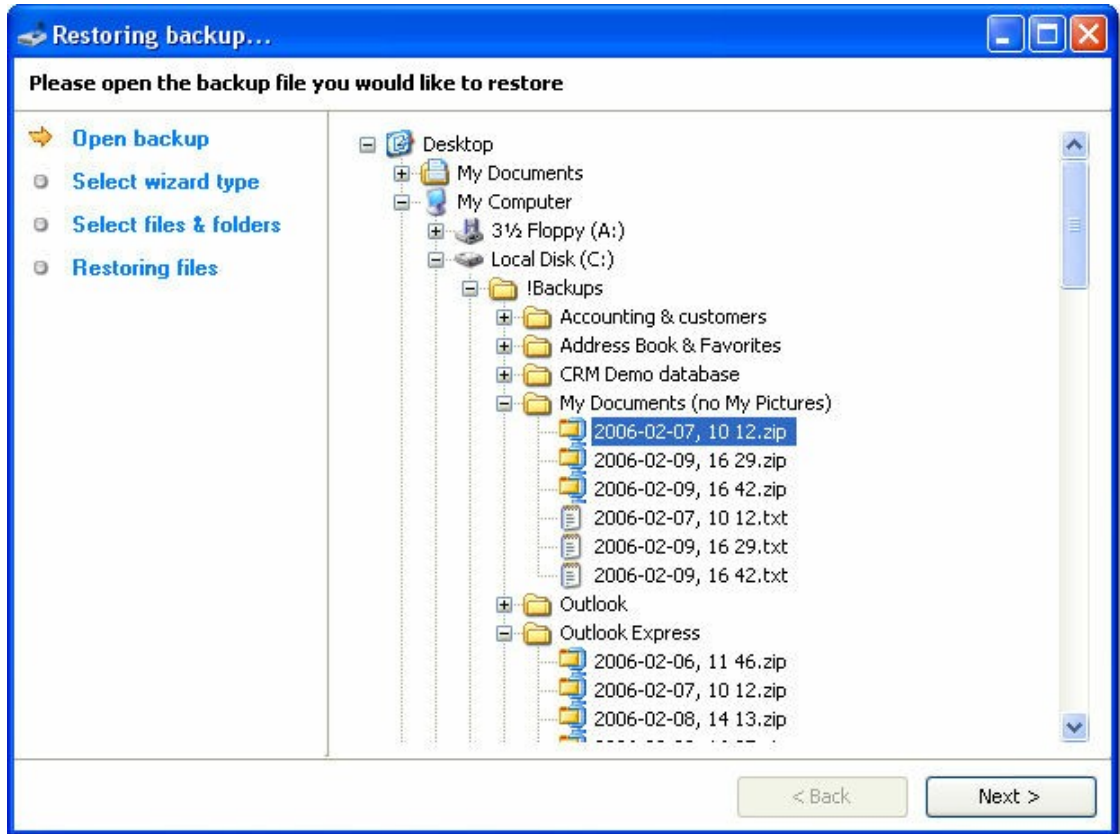 Restoring backup...
Please open the backup file you would like to restore
Open backup
Select wizard type
Select files & folders
Restoring files
Desktop
My Documents
My Computer
3½ Floppy (A:)
Local Disk (C:)
!Backups
Accounting & customers
Address Book & Favorites
CRM Demo database
My Documents (no My Pictures)
2006-02-07, 10 12.zip
2006-02-09, 16 29.zip
2006-02-09, 16 42.zip
2006-02-07, 10 12.txt
2006-02-09, 16 29.txt
2006-02-09, 16 42.txt
Outlook
Outlook Express
2006-02-06, 11 46.zip
2006-02-07, 10 12.zip
2006-02-08, 14 13.zip
< Back
Next >